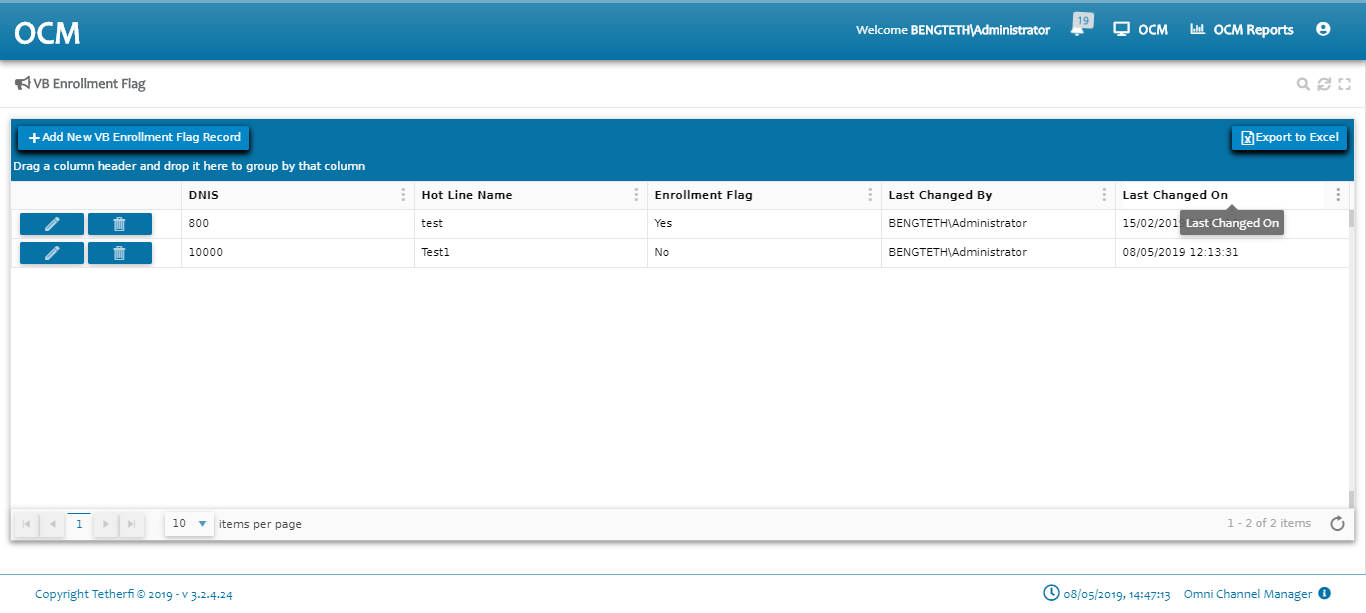 OCM
Welcome BENGTETH\Administrator 19 OCM OCM Reports
VB Enrollment Flag
Add New VB Enrollment Flag Record Export to Excel
Drag a column header and drop it here to group by that column
DNIS Hot Line Name Enrollment Flag Last Changed By Last Changed On
800 test Yes BENGTETH\Administrator 15/02/2019
Last Changed On
10000 Test1 No BENGTETH\Administrator 08/05/2019 12:13:31
1 10 items per page 1 - 2 of 2 items
Copyright Tetherfi © 2019 - v 3.2.4.24 08/05/2019, 14:47:13 Omni Channel Manager